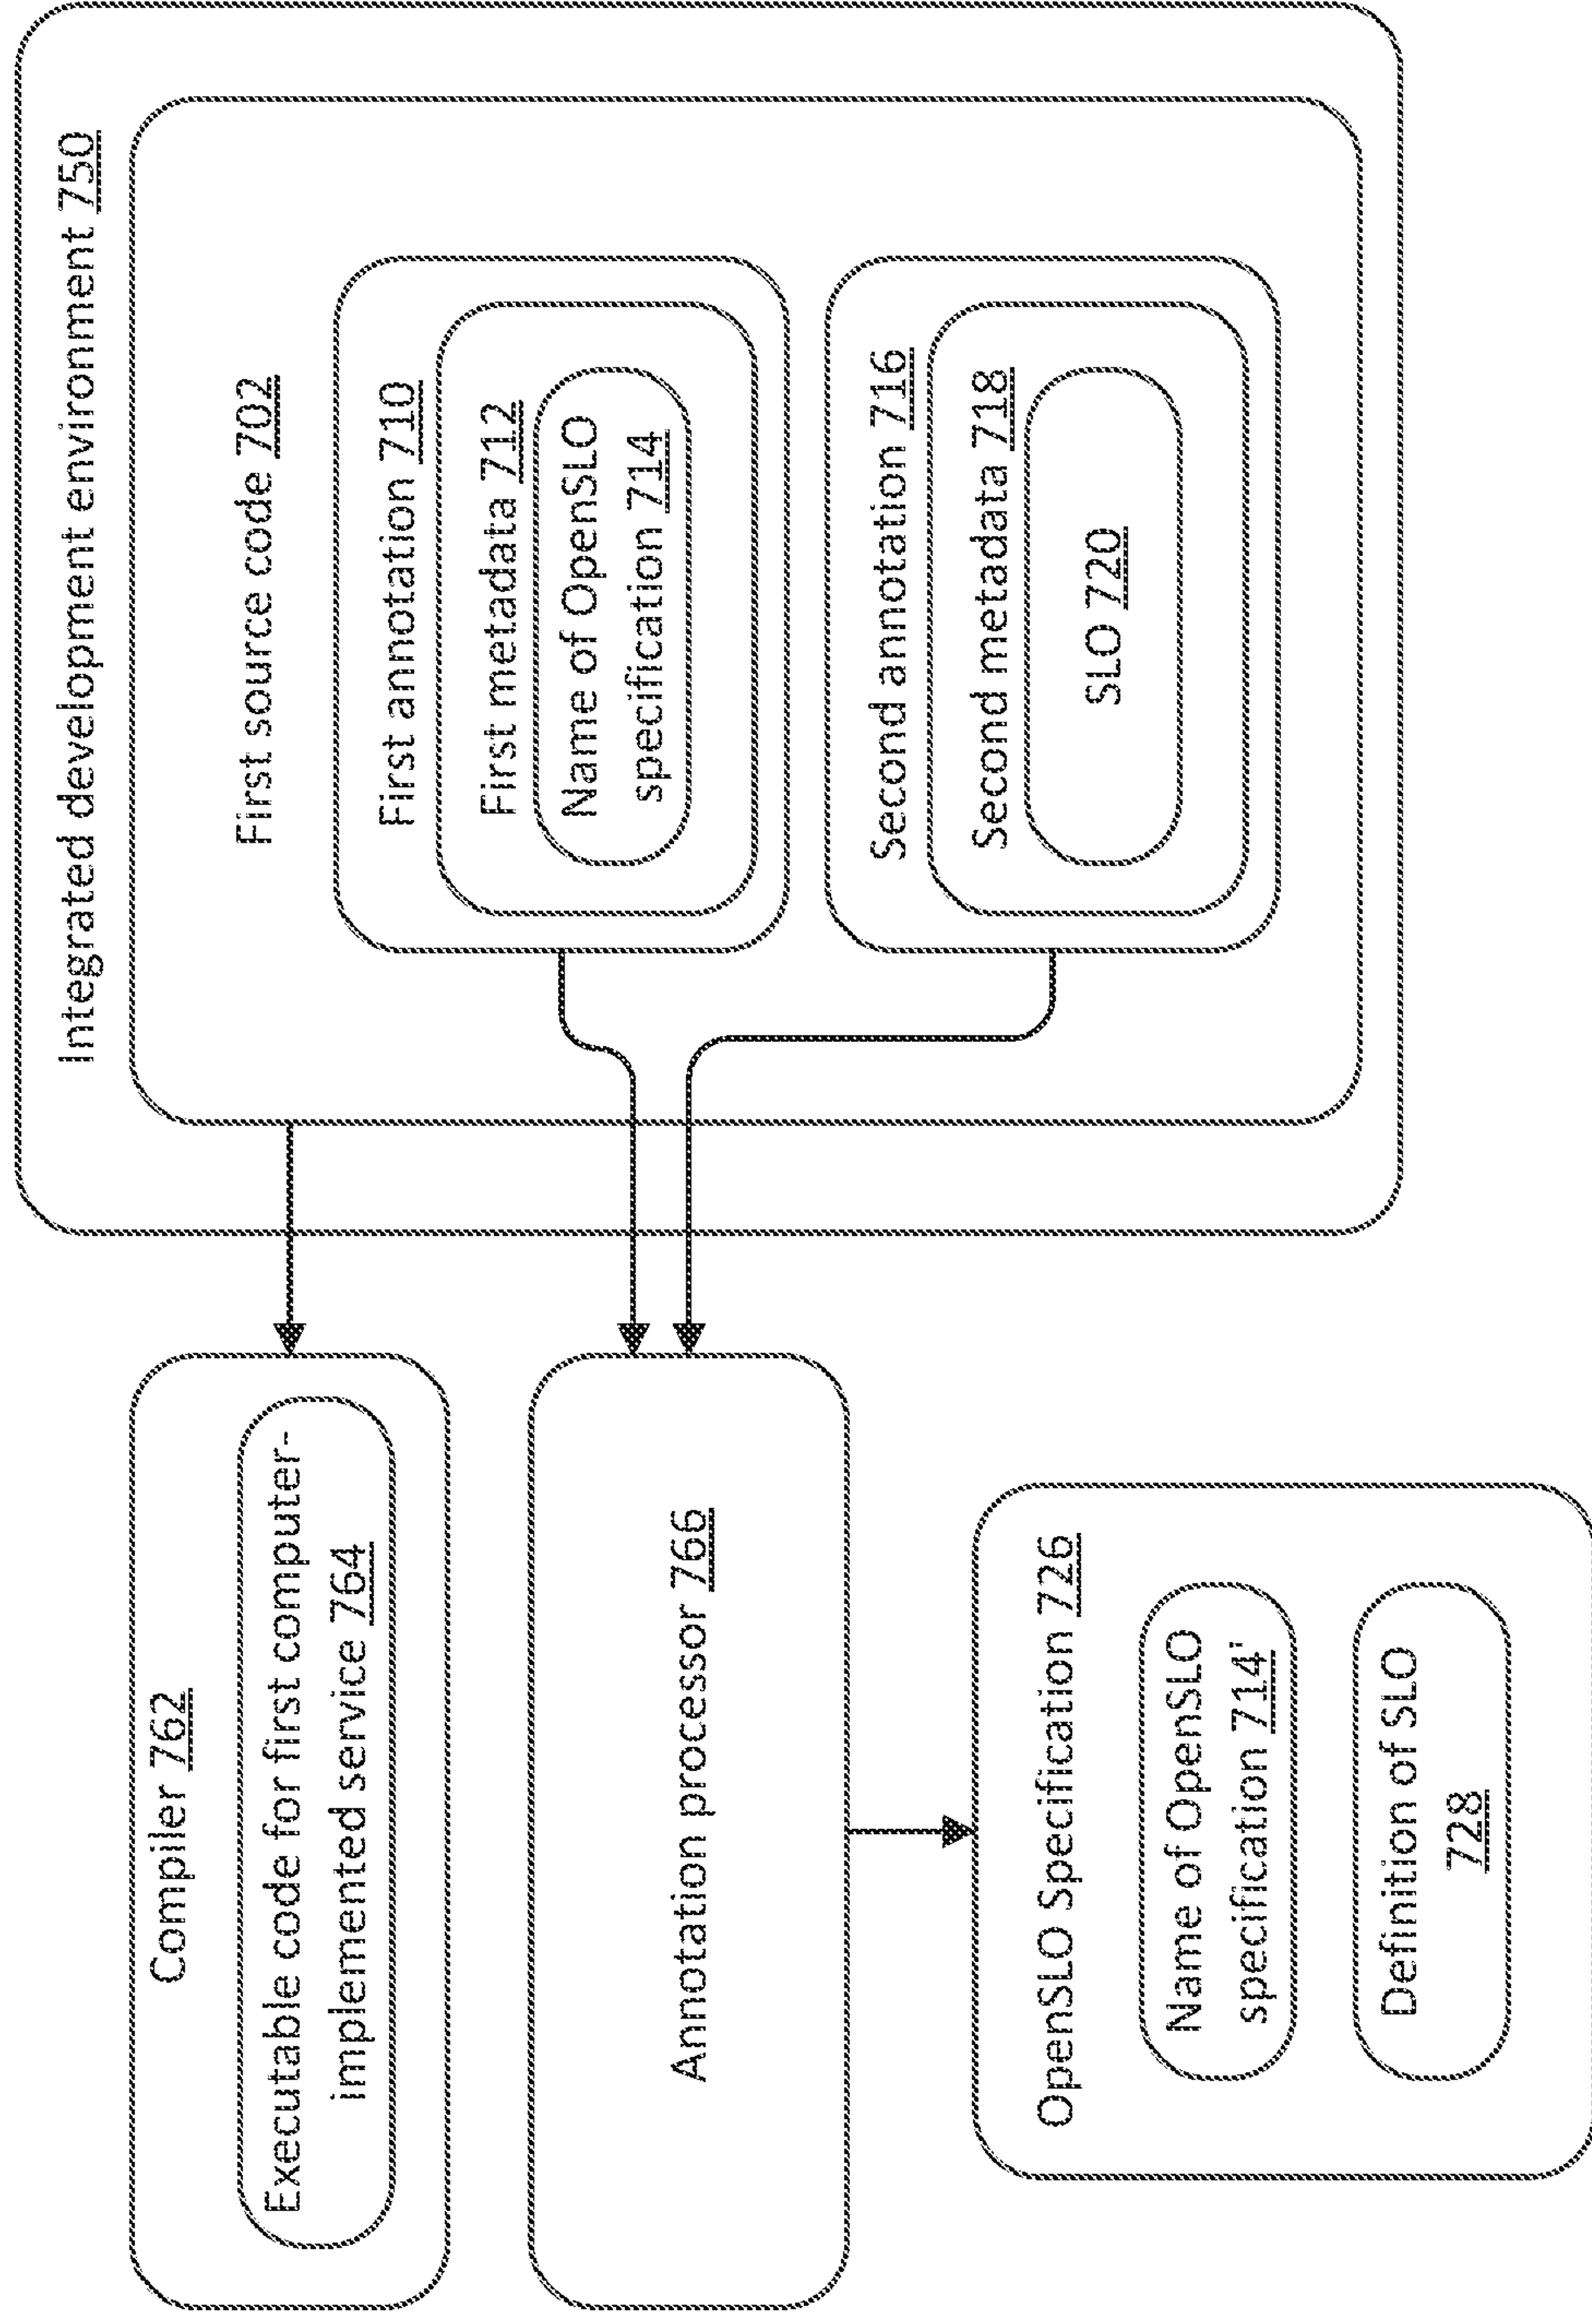 Integrated development environment 750
First source code 702
First annotation 710
First metadata 712
Name of OpenSLO
specification 714
Second annotation 716
Second metadata 718
SLO 720
Compiler 762
Executable code for first computer-
implemented service 764
Annotation processor 766
OpenSLO Specification 726
Name of OpenSLO
specification 714'
Definition of SLO
728